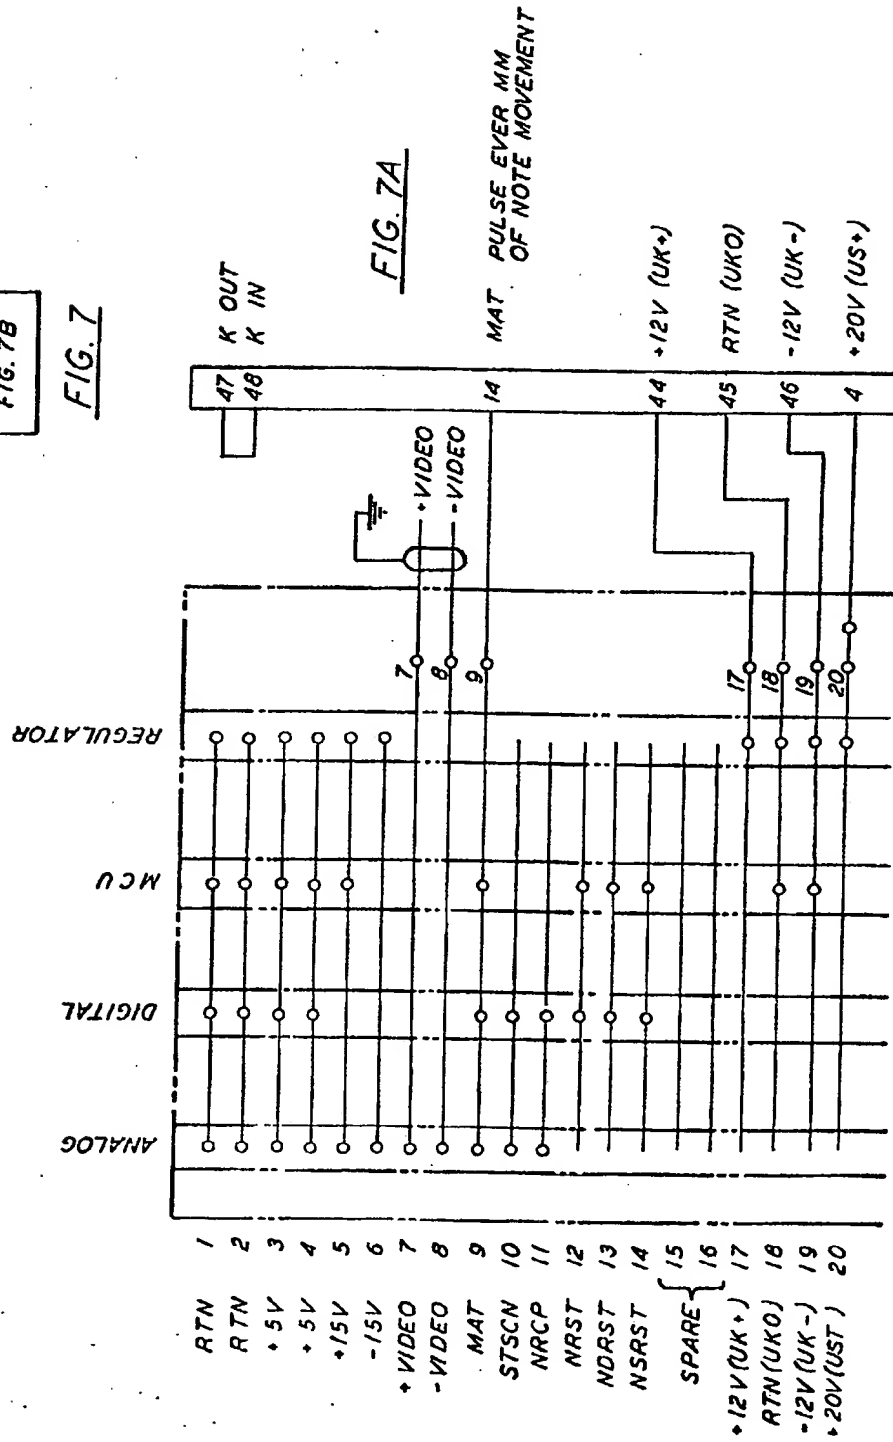 FIG. 7B
FIG. 7
FIG. 7A
REGULATOR
MCU
DIGITAL
ANALOG
RTN 1
RTN 2
+5V 3
+5V 4
+15V 5
-15V 6
+VIDEO 7
-VIDEO 8
MAT 9
STSCN 10
NRCP 11
NRST 12
NDRST 13
NSRST 14
SPARE 15
16
+12V(UK+) 17
RTN(UKO) 18
-12V(UK-) 19
+20V(UST) 20
7
8
9
17
18
19
20
+VIDEO
-VIDEO
47 K OUT
48 K IN
14 MAT PULSE EVER MM
OF NOTE MOVEMENT
44 +12V (UK+)
45 RTN (UKO)
46 -12V (UK-)
4 +20V (US+)